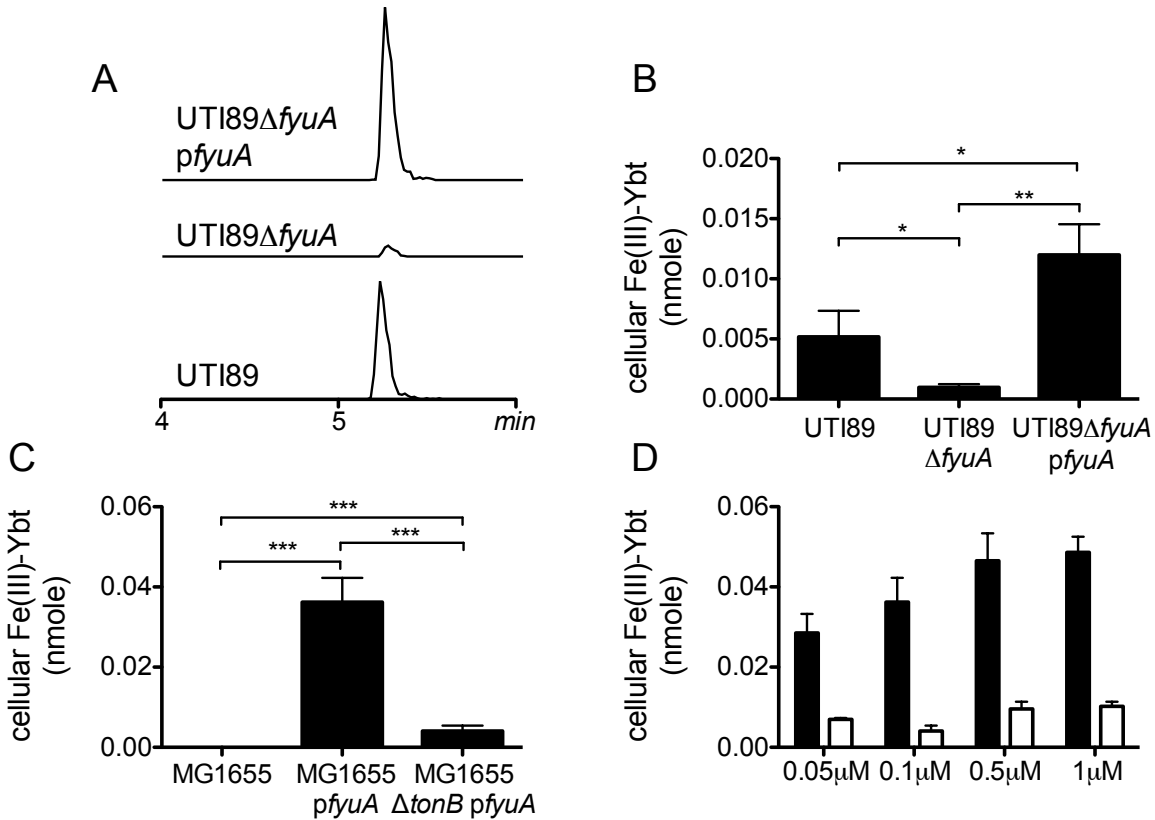 A
UTI89ΔfyuA
pfyuA
UTI89ΔfyuA
UTI89
4
5
min
B
cellular Fe(III)-Ybt
(nmole)
0.020
0.015
0.010
0.005
0.000
*
**
*
UTI89
UTI89
ΔfyuA
UTI89ΔfyuA
pfyuA
C
cellular Fe(III)-Ybt
(nmole)
0.06
0.04
0.02
0.00
***
***
***
MG1655
MG1655
pfyuA
MG1655
ΔtonB pfyuA
D
cellular Fe(III)-Ybt
(nmole)
0.06
0.04
0.02
0.00
0.05μM
0.1μM
0.5μM
1μM